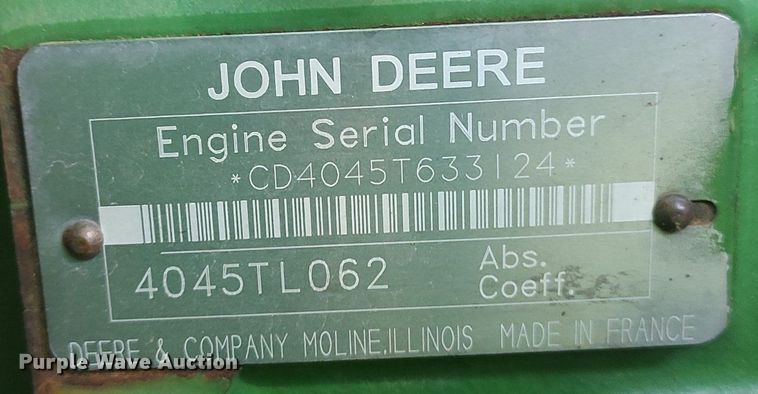 JOHN DEERE
Engine Serial Number
*CD4045T633124*
4045TL062
Abs.
Coeff.
DEERE & COMPANY MOLINE,ILLINOIS MADE IN FRANCE
Purple Wave Auction